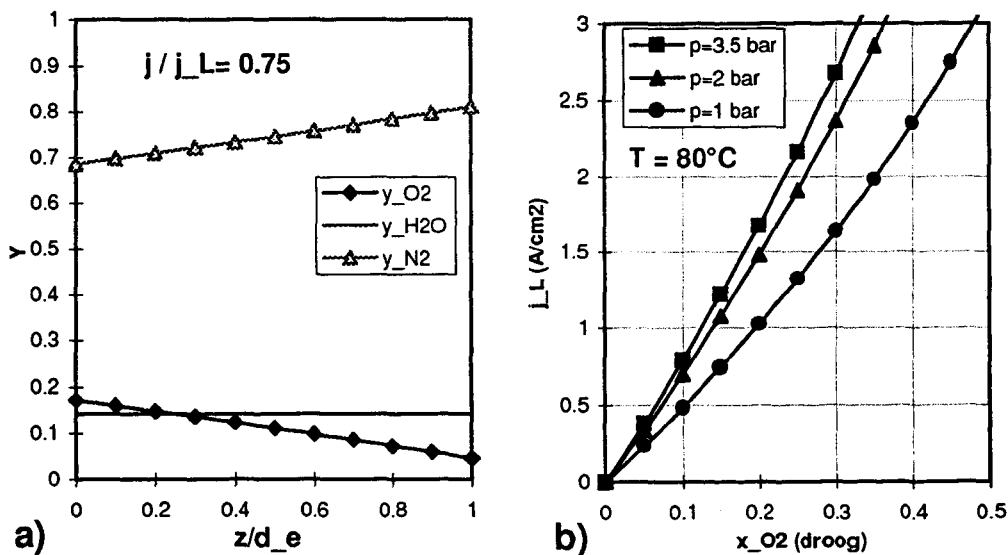 1
0.9
0.8
0.7
0.6
0.5
0.4
0.3
0.2
0.1
0
Y
j / j_L= 0.75
y_O2
y_H2O
y_N2
0 0.2 0.4 0.6 0.8 1
z/d_e
a)
3
2.5
2
1.5
1
0.5
0
j_L (A/cm2)
p=3.5 bar
p=2 bar
p=1 bar
T = 80°C
0 0.1 0.2 0.3 0.4 0.5
x_O2 (droog)
b)